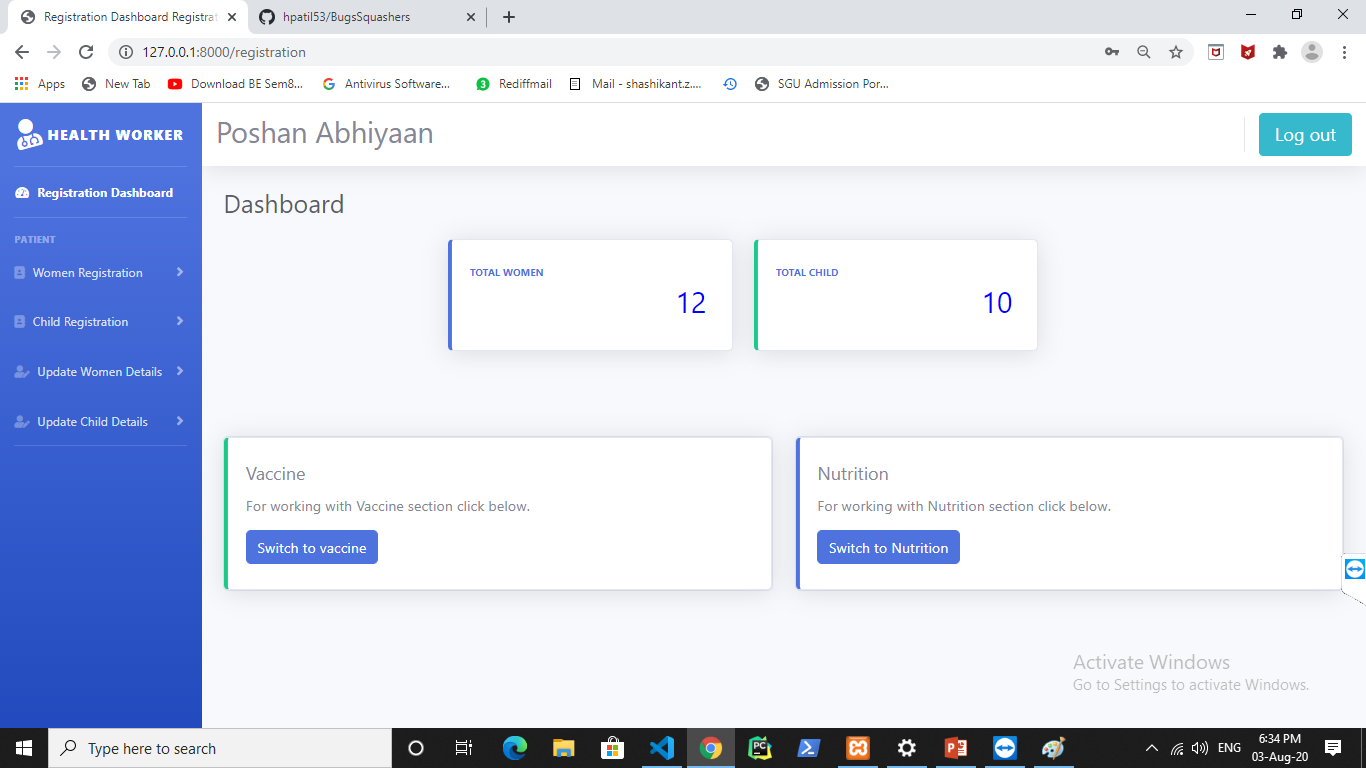 Registration Dashboard Registrat
hpatil53/BugsSquashers
127.0.0.1:8000/registration
Apps
New Tab
Download BE Sem8...
Antivirus Software...
3
Rediffmail
Mail - shashikant.z....
SGU Admission Por...
HEALTH WORKER
Poshan Abhiyaan
Log out
Registration Dashboard
Dashboard
PATIENT
Women Registration
Child Registration
Update Women Details
Update Child Details
TOTAL WOMEN
12
TOTAL CHILD
10
Vaccine
For working with Vaccine section click below.
Switch to vaccine
Nutrition
For working with Nutrition section click below.
Switch to Nutrition
Activate Windows
Go to Settings to activate Windows.
Type here to search
PC
ENG
6:34 PM
03-Aug-20